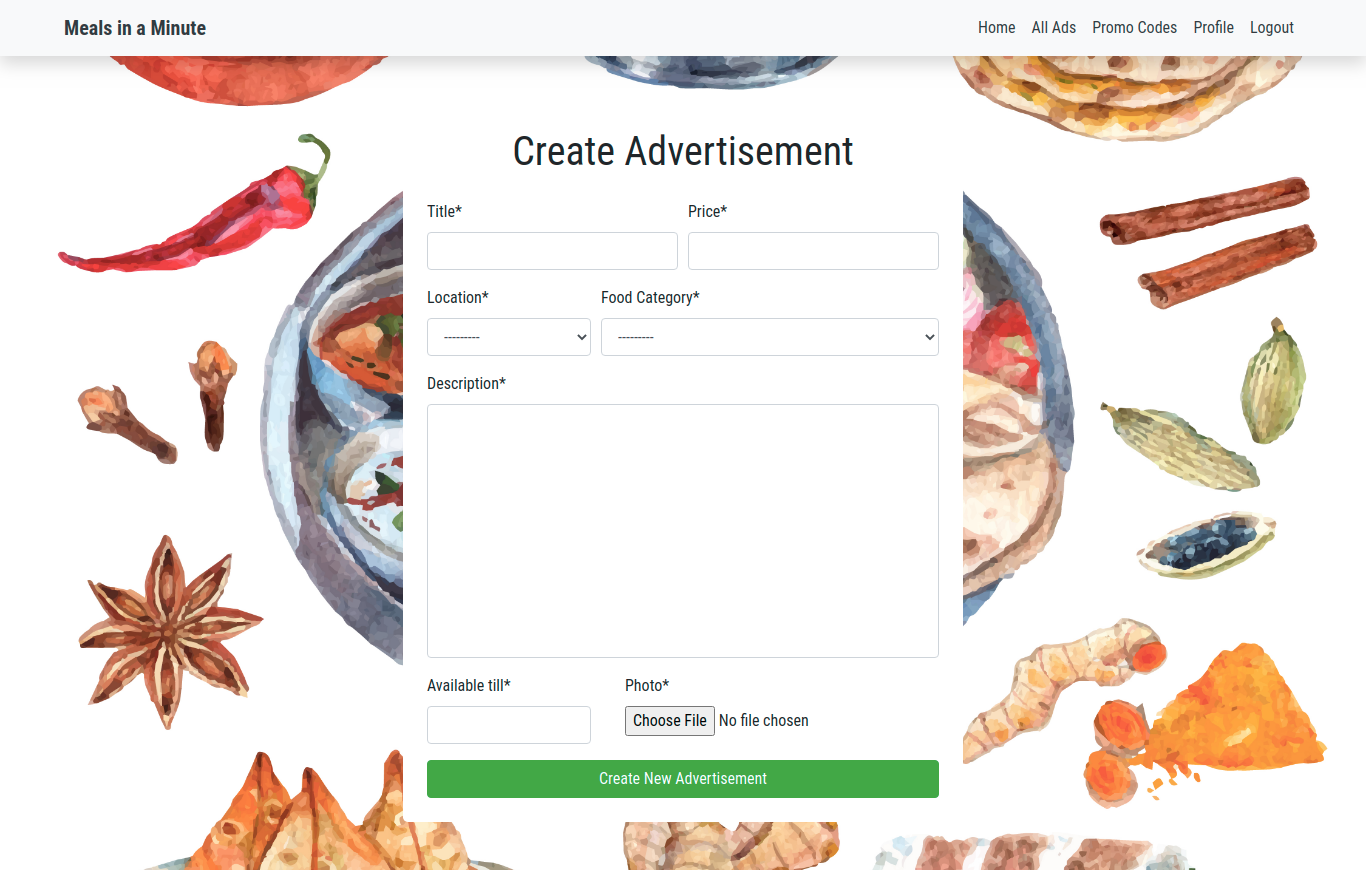 Meals in a Minute
Home All Ads Promo Codes Profile Logout
Create Advertisement
Title* Price*
Location* Food Category*
--------- ---------
Description*
Available till* Photo*
Choose File No file chosen
Create New Advertisement